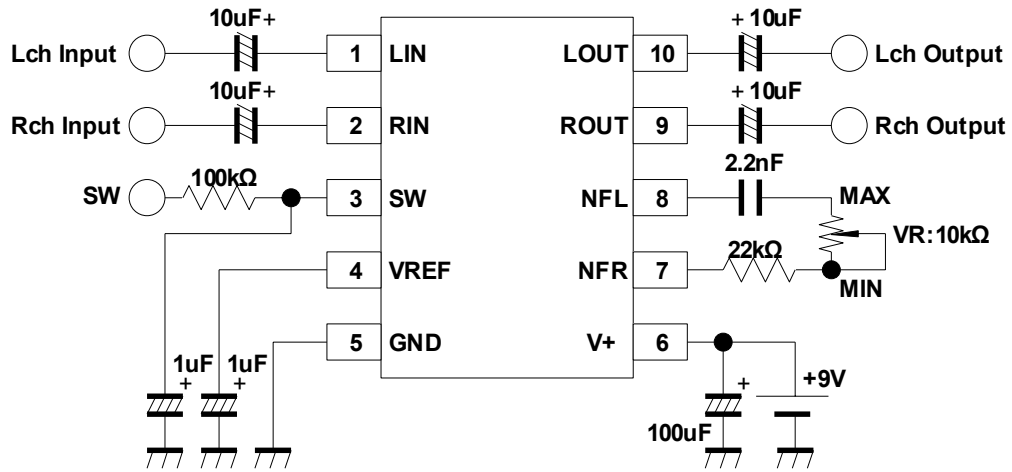 10uF + + 10uF
Lch Input 1 LIN LOUT 10 Lch Output
10uF + + 10uF
Rch Input 2 RIN ROUT 9 Rch Output
2.2nF
100kΩ MAX
SW 3 SW NFL 8
VR:10kΩ
22kΩ
4 VREF NFR 7
MIN
5 GND V+ 6
1uF 1uF
+ + + +9V
100uF